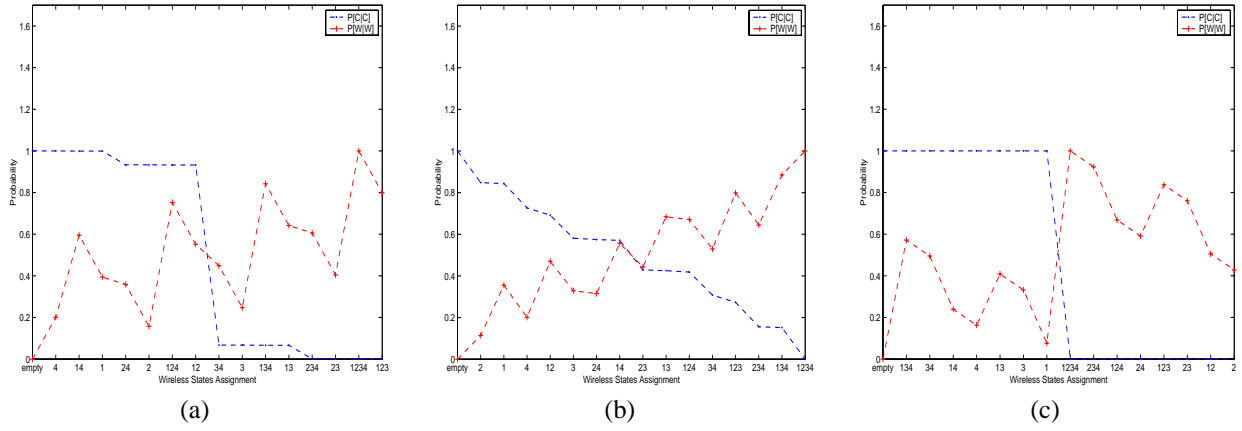 P[C|C]
P[W|W]
1.6
1.4
1.2
1
0.8
0.6
0.4
0.2
0
Probability
empty 4 14 1 24 2 124 12 34 3 134 13 234 23 1234 123
Wireless States Assignment
(a)
P[C|C]
P[W|W]
1.6
1.4
1.2
1
0.8
0.6
0.4
0.2
0
Probability
empty 2 1 4 12 3 24 14 23 13 124 34 123 234 134 1234
Wireless States Assignment
(b)
P[C|C]
P[W|W]
1.6
1.4
1.2
1
0.8
0.6
0.4
0.2
0
Probability
empty 134 34 14 4 13 3 1 1234 234 124 24 123 23 12 2
Wireless States Assignment
(c)